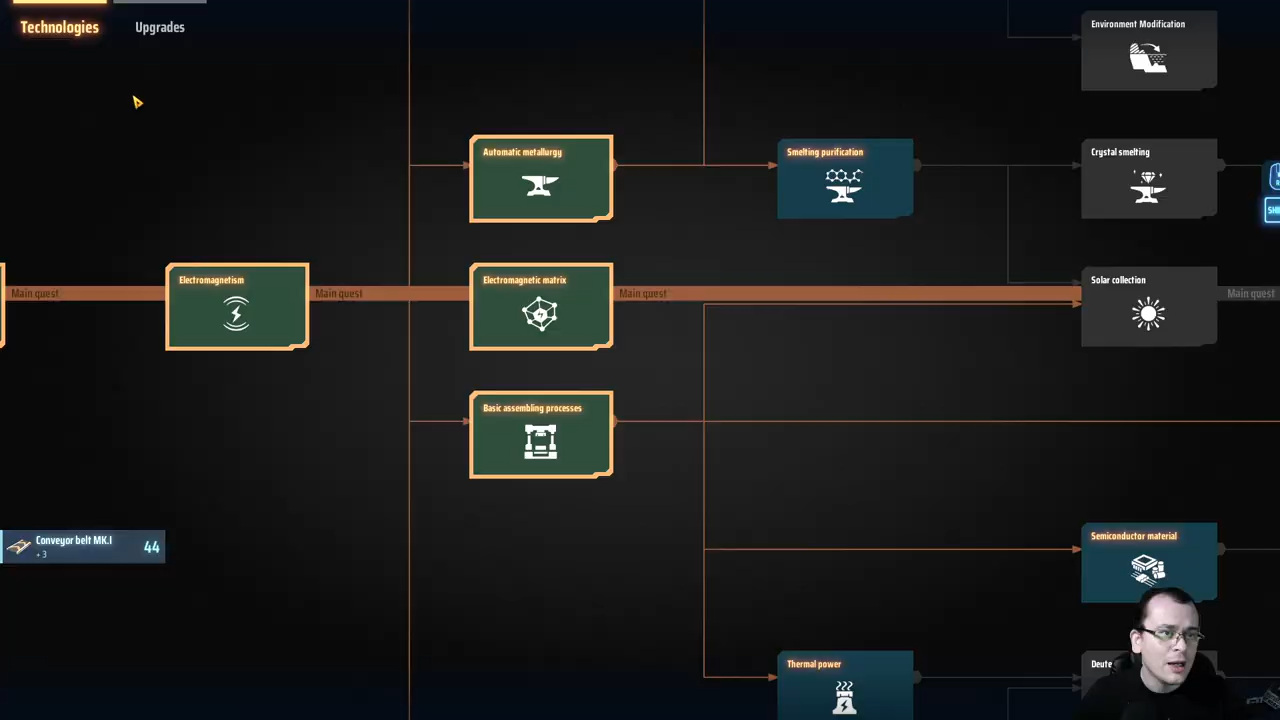 Technologies
Upgrades
Environment Modification
Automatic metallurgy
Smelting purification
Crystal smelting
Electromagnetism
Electromagnetic matrix
Solar collection
Main quest
Main quest
Main quest
Main quest
Basic assembling processes
Conveyor belt MK.I
44
+3
Semiconductor material
Thermal power